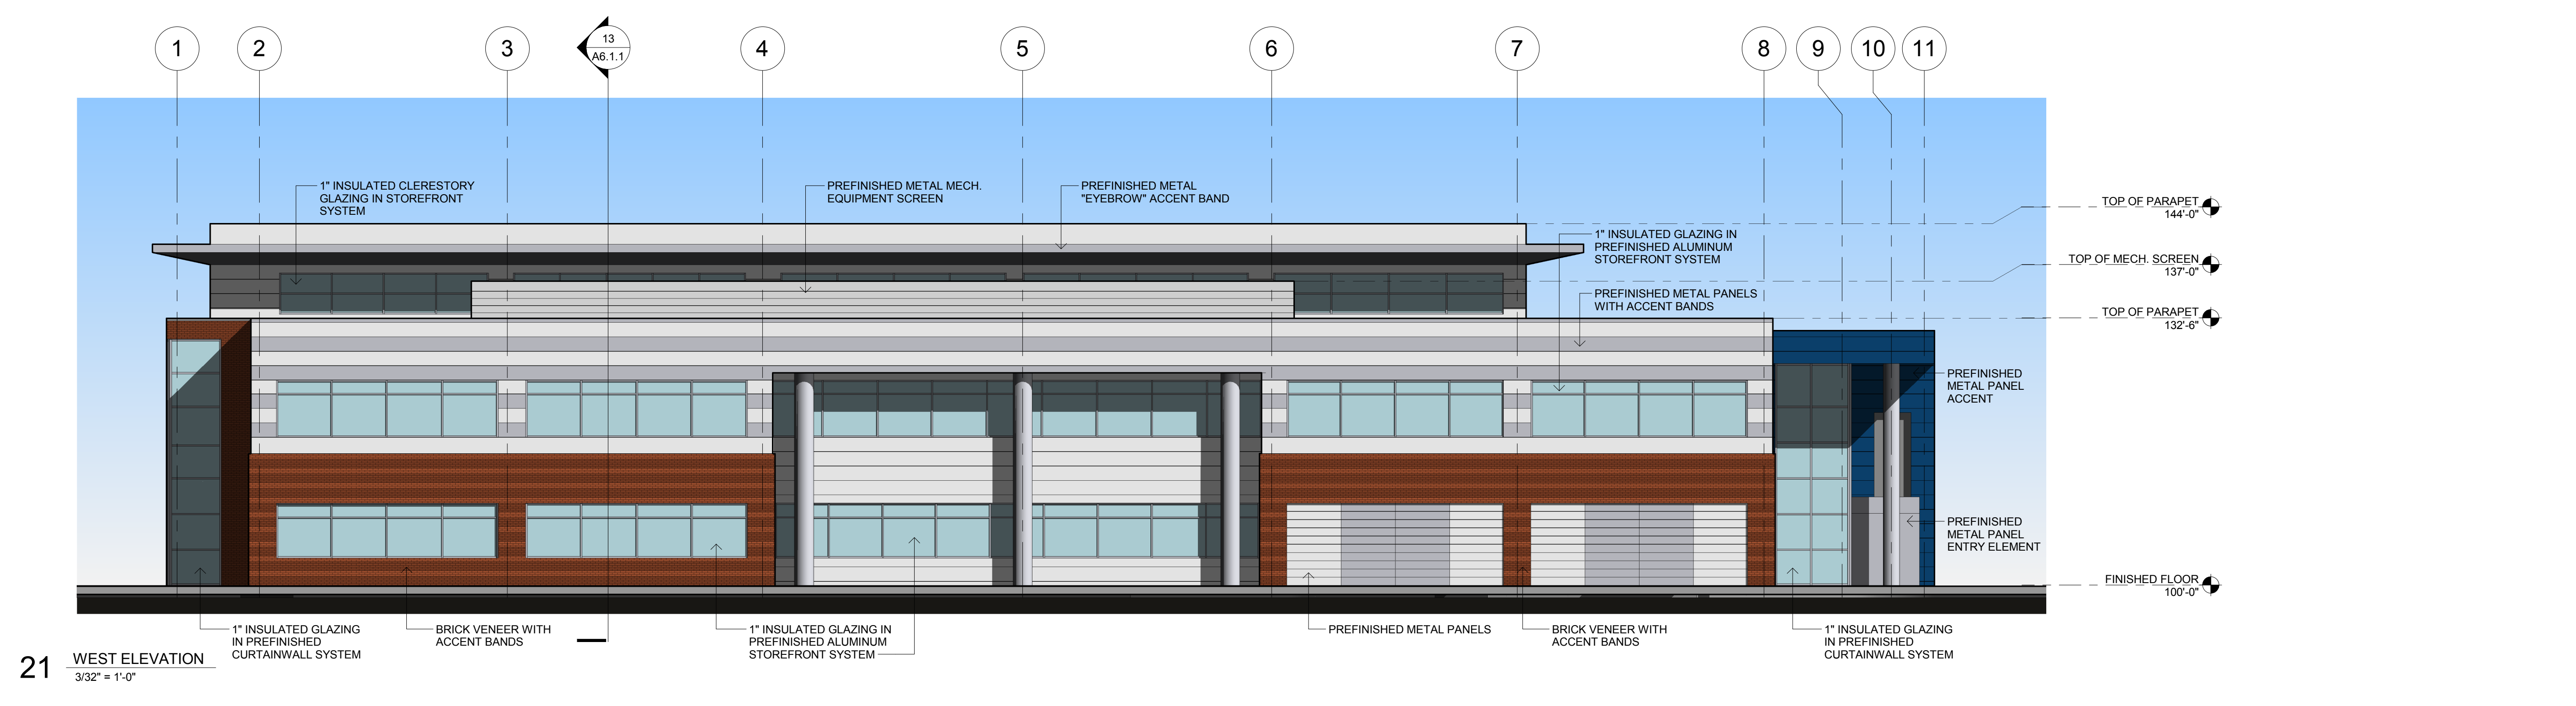 1
2
3
13
A6.1.1
4
5
6
7
8
9
10
11
1" INSULATED CLERESTORY
GLAZING IN STOREFRONT
SYSTEM
PREFINISHED METAL MECH.
EQUIPMENT SCREEN
PREFINISHED METAL
"EYEBROW" ACCENT BAND
1" INSULATED GLAZING IN
PREFINISHED ALUMINUM
STOREFRONT SYSTEM
PREFINISHED METAL PANELS
WITH ACCENT BANDS
TOP OF PARAPET
144'-0"
TOP OF MECH. SCREEN
137'-0"
TOP OF PARAPET
132'-6"
PREFINISHED
METAL PANEL
ACCENT
PREFINISHED
METAL PANEL
ENTRY ELEMENT
FINISHED FLOOR
100'-0"
1" INSULATED GLAZING
IN PREFINISHED
CURTAINWALL SYSTEM
BRICK VENEER WITH
ACCENT BANDS
1" INSULATED GLAZING IN
PREFINISHED ALUMINUM
STOREFRONT SYSTEM
PREFINISHED METAL PANELS
BRICK VENEER WITH
ACCENT BANDS
1" INSULATED GLAZING
IN PREFINISHED
CURTAINWALL SYSTEM
21
WEST ELEVATION
3/32" = 1'-0"